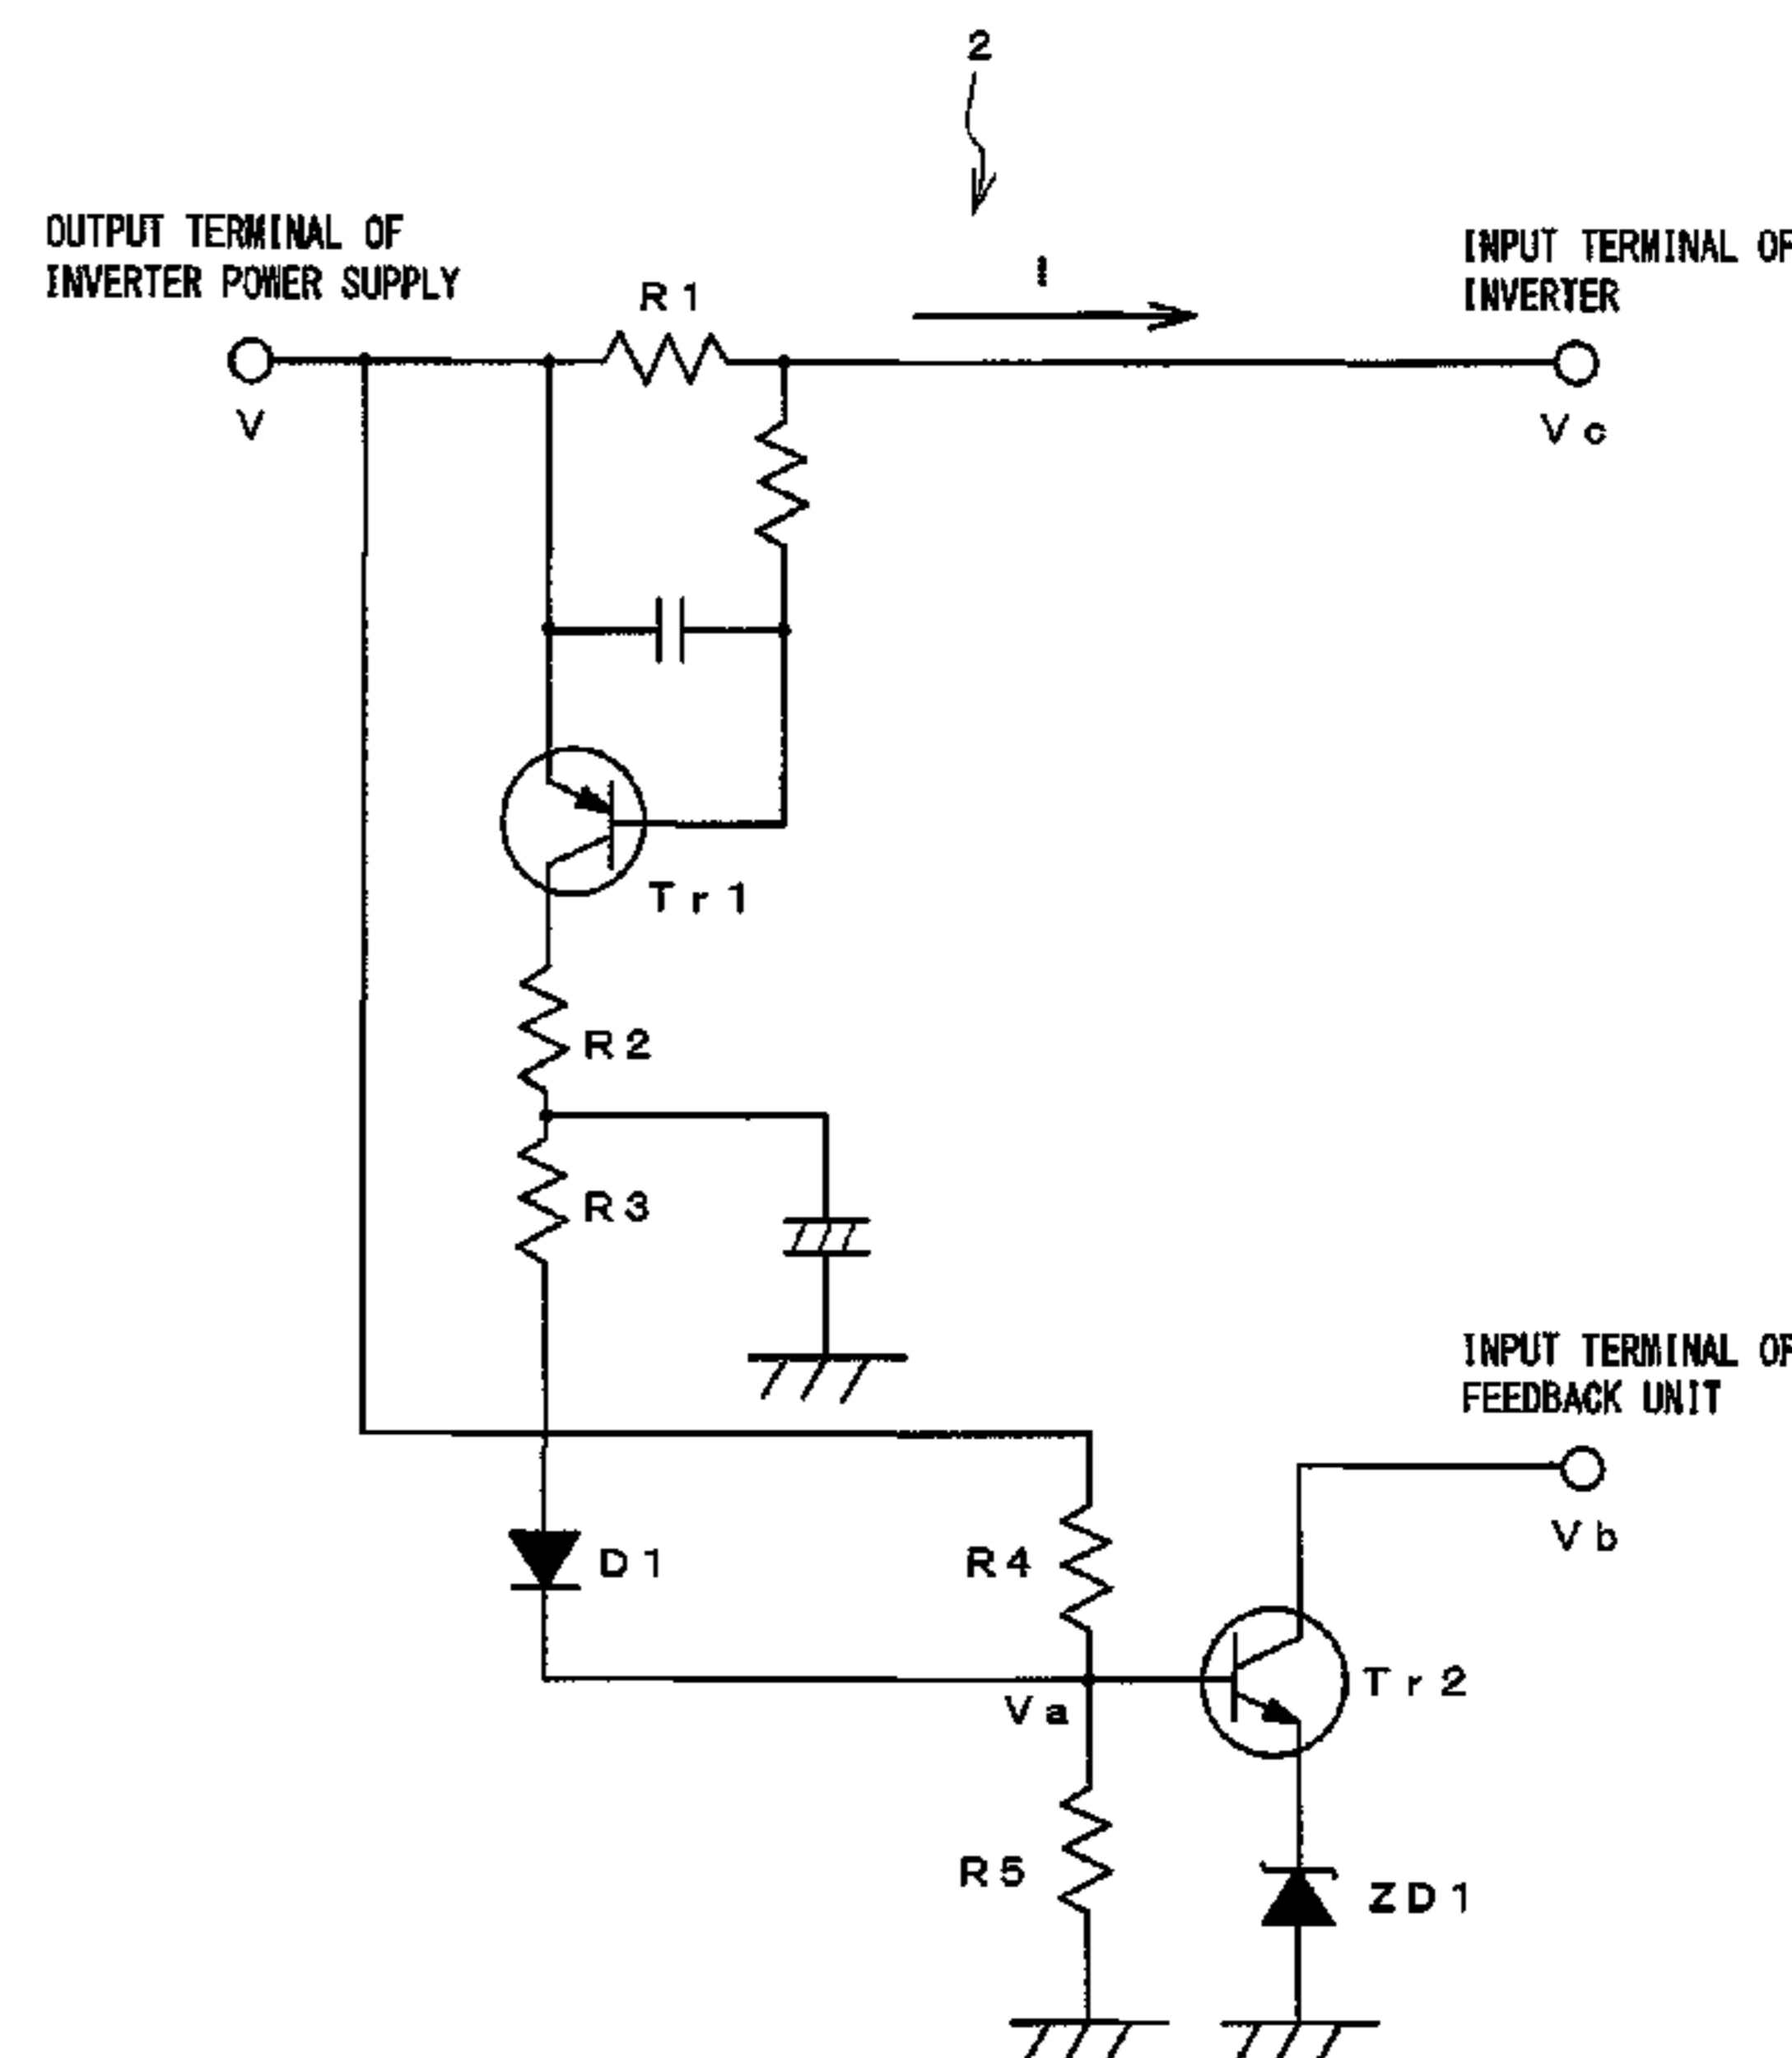 2
OUTPUT TERMINAL OF
INVERTER POWER SUPPLY
R1
I
INPUT TERMINAL OF
INVERTER
V
Vc
Tr1
R2
R3
INPUT TERMINAL OF
FEEDBACK UNIT
Vb
D1
R4
Tr2
Va
R5
ZD1